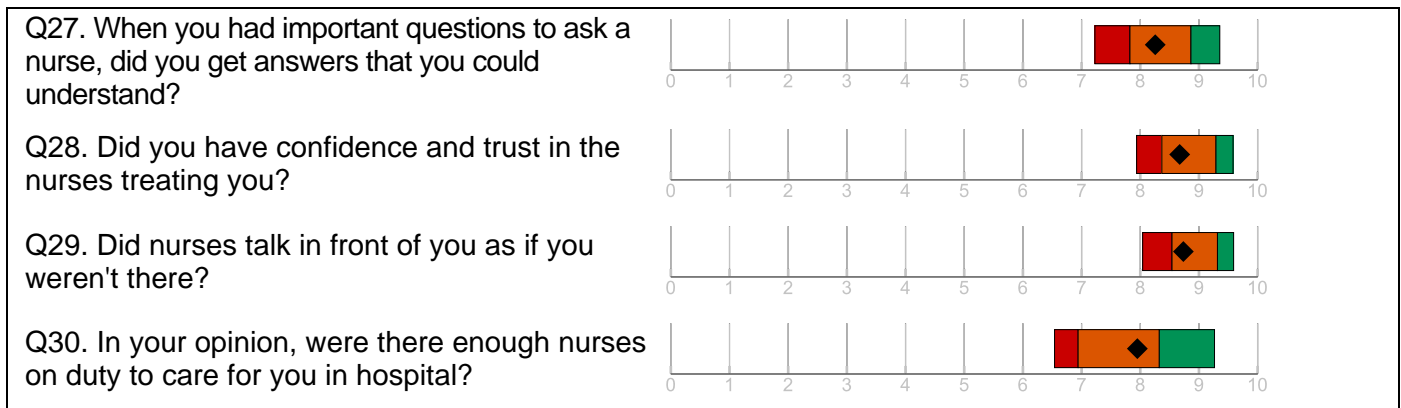 Q27. When you had important questions to ask a
nurse, did you get answers that you could
understand?
0 1 2 3 4 5 6 7 8 9 10
Q28. Did you have confidence and trust in the
nurses treating you?
0 1 2 3 4 5 6 7 8 9 10
Q29. Did nurses talk in front of you as if you
weren't there?
0 1 2 3 4 5 6 7 8 9 10
Q30. In your opinion, were there enough nurses
on duty to care for you in hospital?
0 1 2 3 4 5 6 7 8 9 10